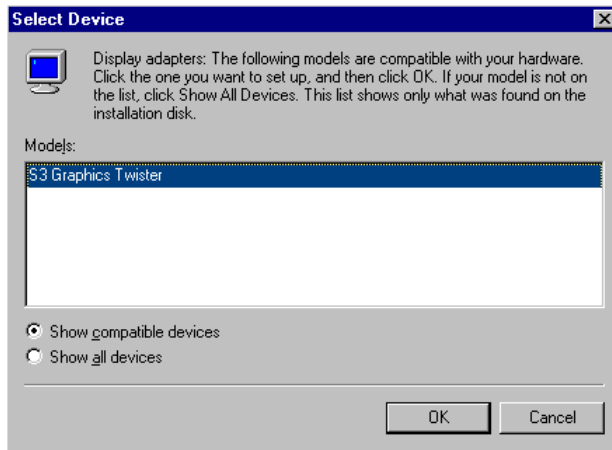 Select Device
Display adapters: The following models are compatible with your hardware.
Click the one you want to set up, and then click OK. If your model is not on
the list, click Show All Devices. This list shows only what was found on the
installation disk.
Models:
S3 Graphics Twister
Show compatible devices
Show all devices
OK Cancel